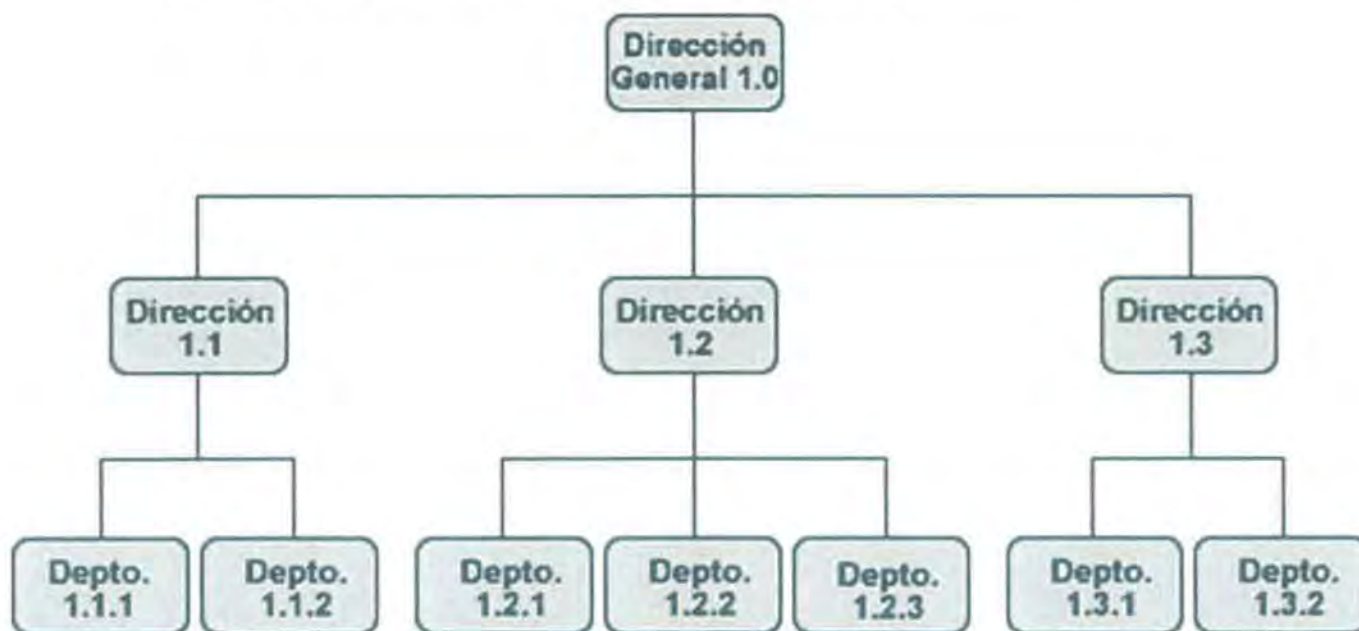 Dirección
General 1.0
Dirección
1.1
Dirección
1.2
Dirección
1.3
Depto.
1.1.1
Depto.
1.1.2
Depto.
1.2.1
Depto.
1.2.2
Depto.
1.2.3
Depto.
1.3.1
Depto.
1.3.2